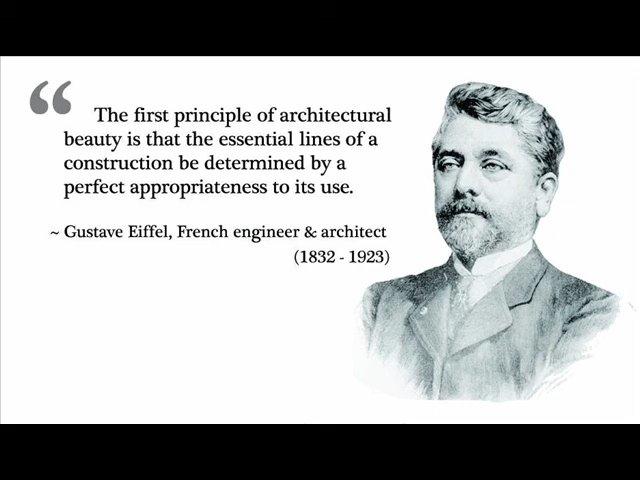 “ The first principle of architectural
beauty is that the essential lines of a
construction be determined by a
perfect appropriateness to its use.
~ Gustave Eiffel, French engineer & architect
(1832 - 1923)